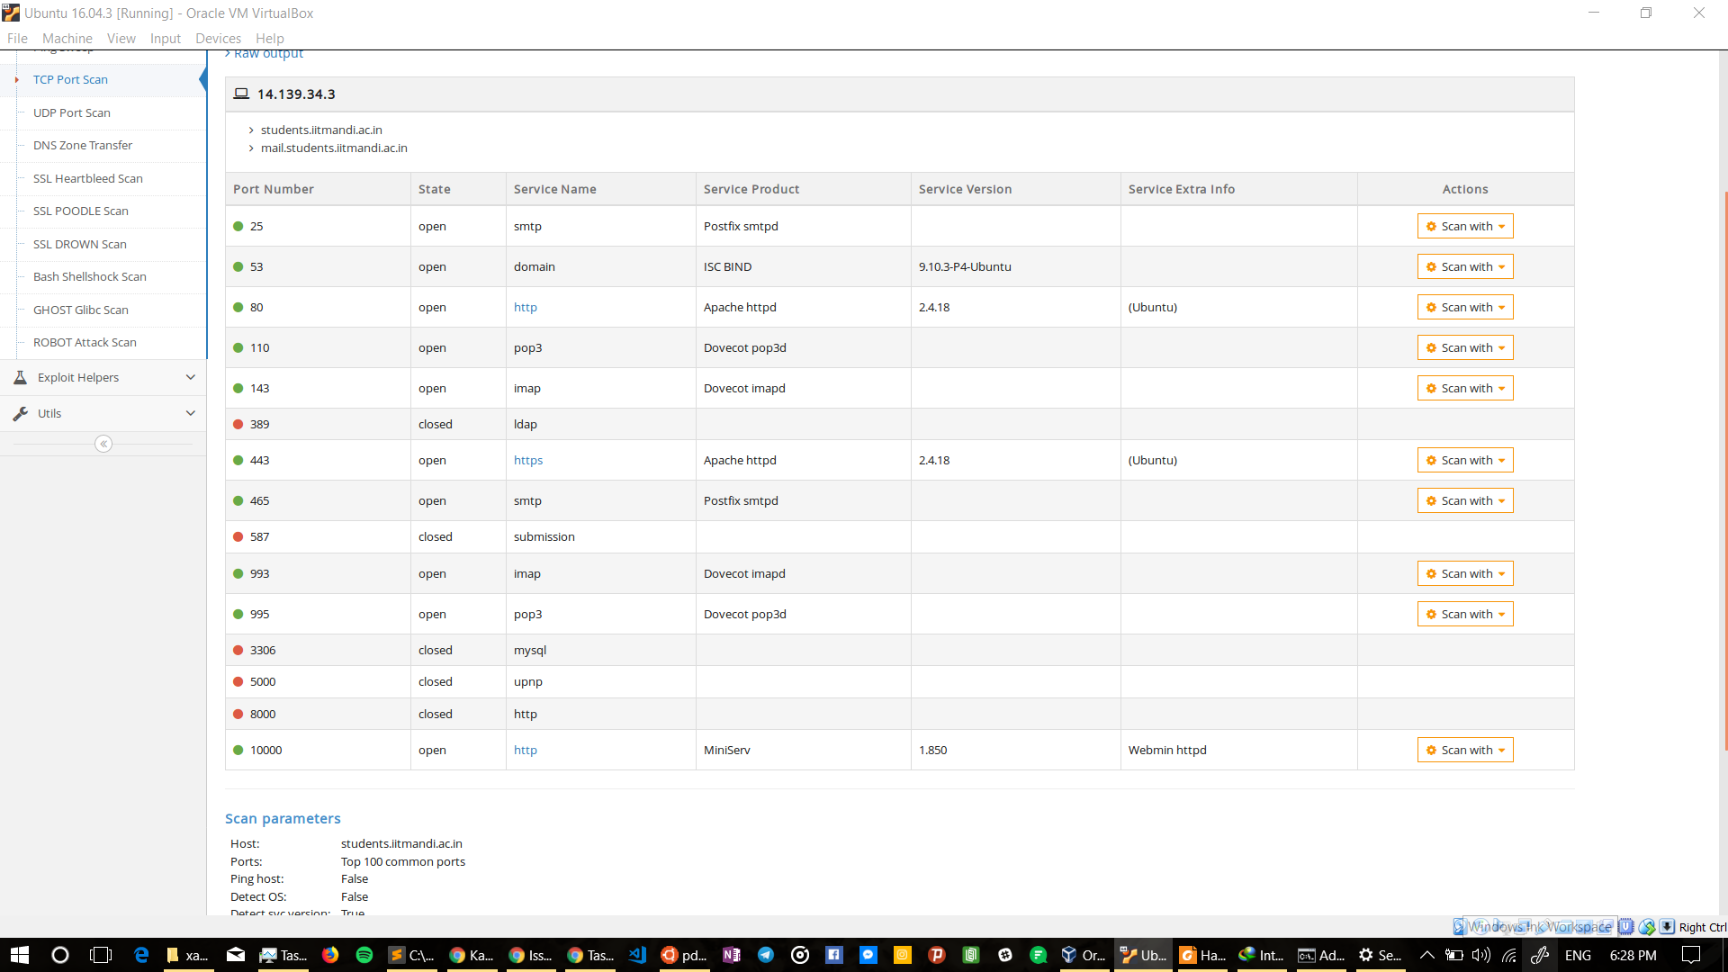 Ubuntu 16.04.3 [Running] - Oracle VM VirtualBox
File Machine View Input Devices Help
Raw output
TCP Port Scan
UDP Port Scan
DNS Zone Transfer
SSL Heartbleed Scan
SSL POODLE Scan
SSL DROWN Scan
Bash Shellshock Scan
GHOST Glibc Scan
ROBOT Attack Scan
Exploit Helpers
Utils
14.139.34.3
students.iitmandi.ac.in
mail.students.iitmandi.ac.in
Port Number State Service Name Service Product Service Version Service Extra Info Actions
25 open smtp Postfix smtpd Scan with
53 open domain ISC BIND 9.10.3-P4-Ubuntu Scan with
80 open http Apache httpd 2.4.18 (Ubuntu) Scan with
110 open pop3 Dovecot pop3d Scan with
143 open imap Dovecot imapd Scan with
389 closed ldap
443 open https Apache httpd 2.4.18 (Ubuntu) Scan with
465 open smtp Postfix smtpd Scan with
587 closed submission
993 open imap Dovecot imapd Scan with
995 open pop3 Dovecot pop3d Scan with
3306 closed mysql
5000 closed upnp
8000 closed http
10000 open http MiniServ 1.850 Webmin httpd Scan with
Scan parameters
Host: students.iitmandi.ac.in
Ports: Top 100 common ports
Ping host: False
Detect OS: False
Detect svc version: True
Windows Ink Workspace Right Ctrl
xa... Tas... C:\... Ka... Iss... Tas... pd... Or... Ub... Ha... Int... Ad... Se... ENG 6:28 PM